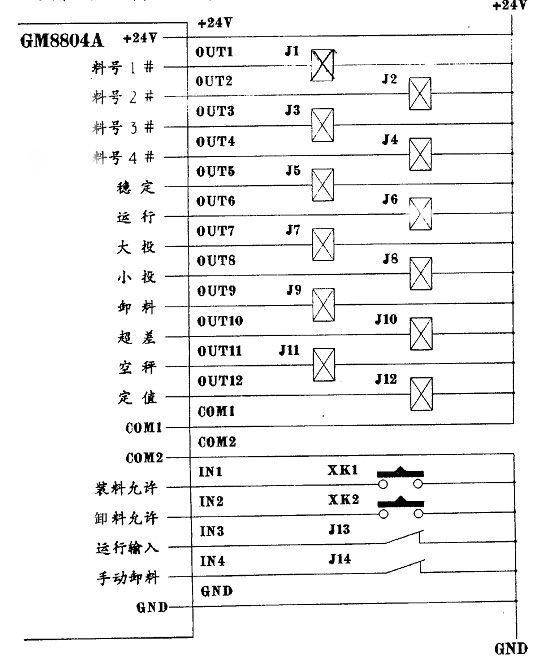 +24V
+24V
GM8804A +24V
OUT1 J1
料号 1 #
OUT2 J2
料号 2 #
OUT3 J3
料号 3 #
OUT4 J4
料号 4 #
OUT5 J5
稳定
OUT6 J6
运行
OUT7 J7
大投
OUT8 J8
小投
OUT9 J9
卸料
OUT10 J10
超差
OUT11 J11
空秤
OUT12 J12
定值
COM1
COM1
COM2
COM2
IN1 XK1
装料允许
IN2 XK2
卸料允许
IN3 J13
运行输入
IN4 J14
手动卸料
GND
GND
GND